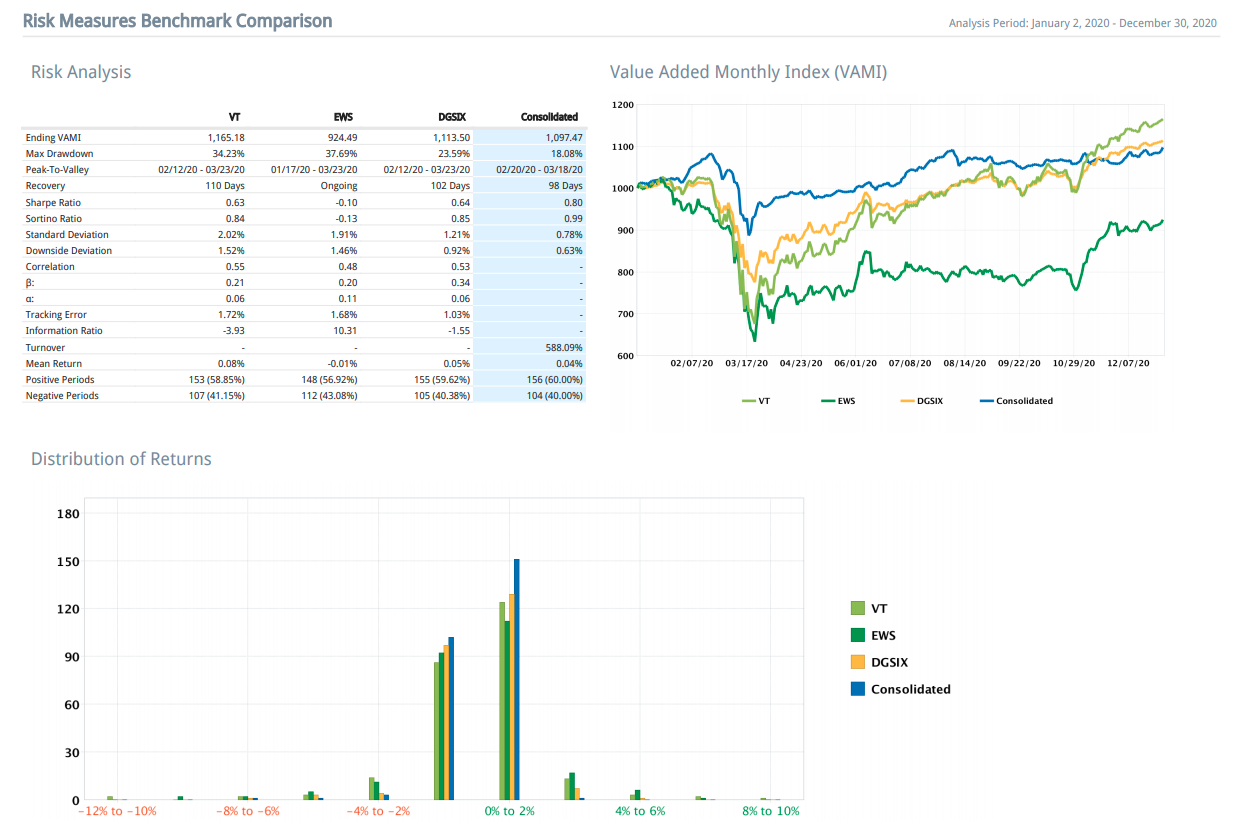 Risk Measures Benchmark Comparison
Analysis Period: January 2, 2020 - December 30, 2020
Risk Analysis
VT EWS DGSIX Consolidated
Ending VAMI 1,165.18 924.49 1,113.50 1,097.47
Max Drawdown 34.23% 37.69% 23.59% 18.08%
Peak-To-Valley 02/12/20 - 03/23/20 01/17/20 - 03/23/20 02/12/20 - 03/23/20 02/20/20 - 03/18/20
Recovery 110 Days Ongoing 102 Days 98 Days
Sharpe Ratio 0.63 -0.10 0.64 0.80
Sortino Ratio 0.84 -0.13 0.85 0.99
Standard Deviation 2.02% 1.91% 1.21% 0.78%
Downside Deviation 1.52% 1.46% 0.92% 0.63%
Correlation 0.55 0.48 0.53 -
β: 0.21 0.20 0.34 -
α: 0.06 0.11 0.06 -
Tracking Error 1.72% 1.68% 1.03% -
Information Ratio -3.93 10.31 -1.55 -
Turnover - - - 588.09%
Mean Return 0.08% -0.01% 0.05% 0.04%
Positive Periods 153 (58.85%) 148 (56.92%) 155 (59.62%) 156 (60.00%)
Negative Periods 107 (41.15%) 112 (43.08%) 105 (40.38%) 104 (40.00%)
Value Added Monthly Index (VAMI)
1200
1100
1000
900
800
700
600
02/07/20 03/17/20 04/23/20 06/01/20 07/08/20 08/14/20 09/22/20 10/29/20 12/07/20
VT EWS DGSIX Consolidated
Distribution of Returns
180
150
120
90
60
30
0
−12% to −10% −8% to −6% −4% to −2% 0% to 2% 4% to 6% 8% to 10%
VT
EWS
DGSIX
Consolidated